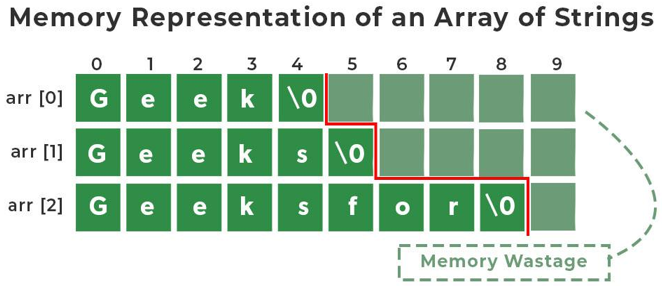 Memory Representation of an Array of Strings
0 1 2 3 4 5 6 7 8 9
arr [0] G e e k \0
arr [1] G e e k s \0
arr [2] G e e k s f o r \0
Memory Wastage